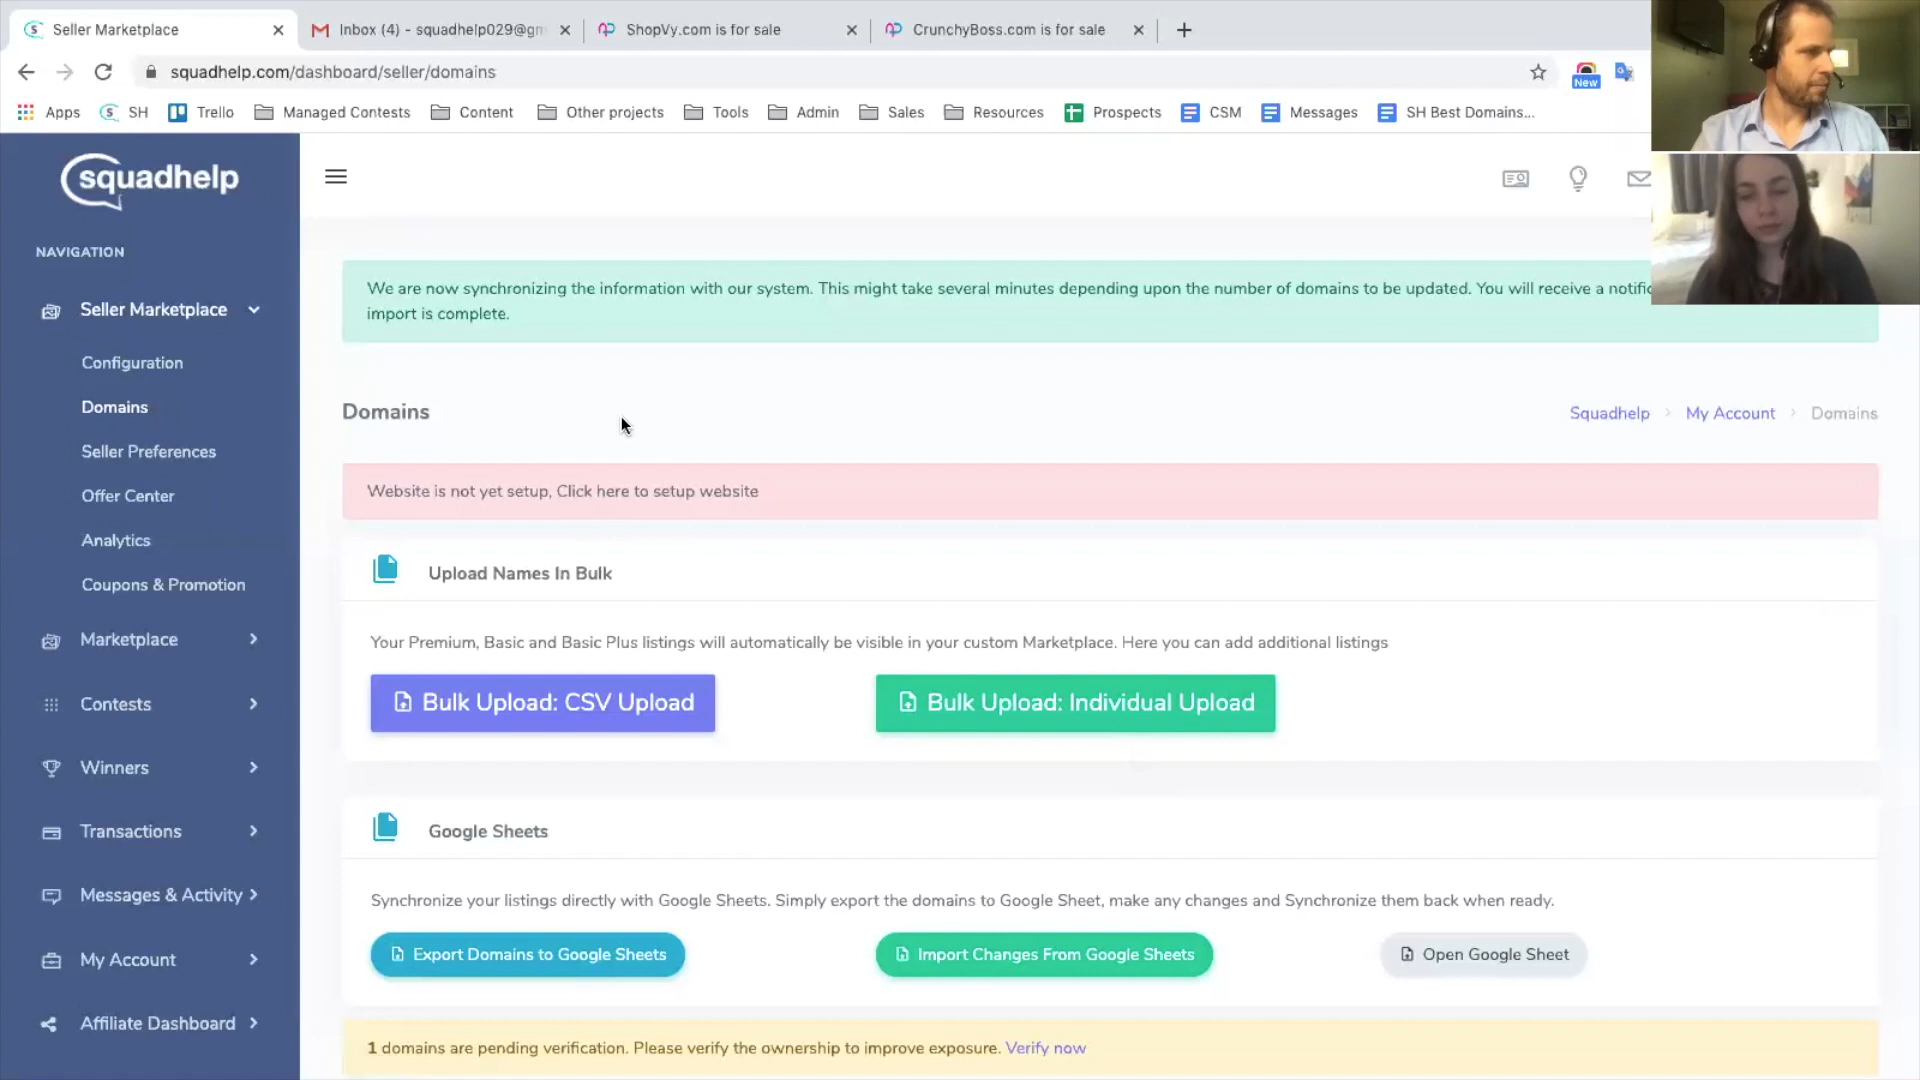 Seller Marketplace
Inbox (4) - squadhelp029@gm
ShopVy.com is for sale
CrunchyBoss.com is for sale
squadhelp.com/dashboard/seller/domains
New
Apps
SH
Trello
Managed Contests
Content
Other projects
Tools
Admin
Sales
Resources
Prospects
CSM
Messages
SH Best Domains...
squadhelp
NAVIGATION
Seller Marketplace
Configuration
Domains
Seller Preferences
Offer Center
Analytics
Coupons & Promotion
Marketplace
Contests
Winners
Transactions
Messages & Activity
My Account
Affiliate Dashboard
We are now synchronizing the information with our system. This might take several minutes depending upon the number of domains to be updated. You will receive a notific
import is complete.
Domains
Squadhelp > My Account > Domains
Website is not yet setup, Click here to setup website
Upload Names In Bulk
Your Premium, Basic and Basic Plus listings will automatically be visible in your custom Marketplace. Here you can add additional listings
Bulk Upload: CSV Upload
Bulk Upload: Individual Upload
Google Sheets
Synchronize your listings directly with Google Sheets. Simply export the domains to Google Sheet, make any changes and Synchronize them back when ready.
Export Domains to Google Sheets
Import Changes From Google Sheets
Open Google Sheet
1 domains are pending verification. Please verify the ownership to improve exposure. Verify now